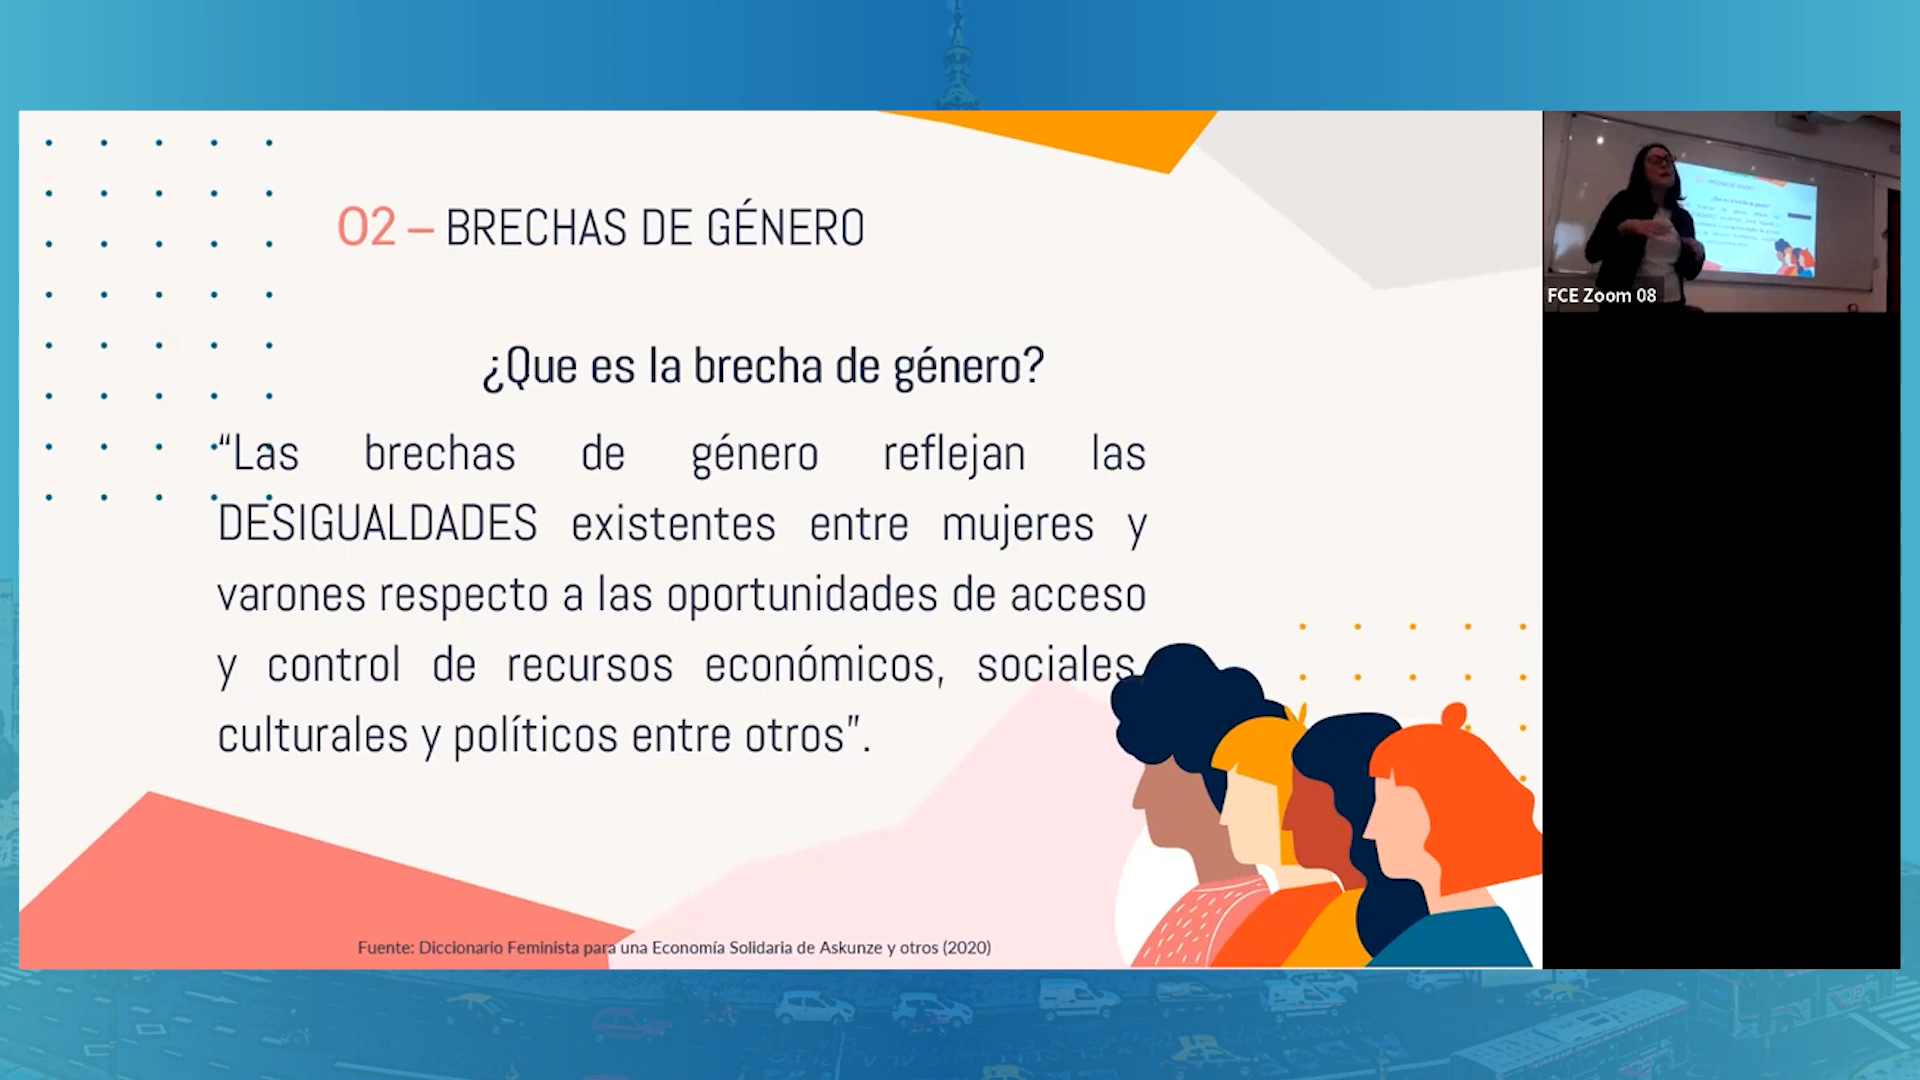 02 – BRECHAS DE GÉNERO
¿Que es la brecha de género?
“Las brechas de género reflejan las
DESIGUALDADES existentes entre mujeres y
varones respecto a las oportunidades de acceso
y control de recursos económicos, sociales,
culturales y políticos entre otros”.
Fuente: Diccionario Feminista para una Economía Solidaria de Askunze y otros (2020)
FCE Zoom 08